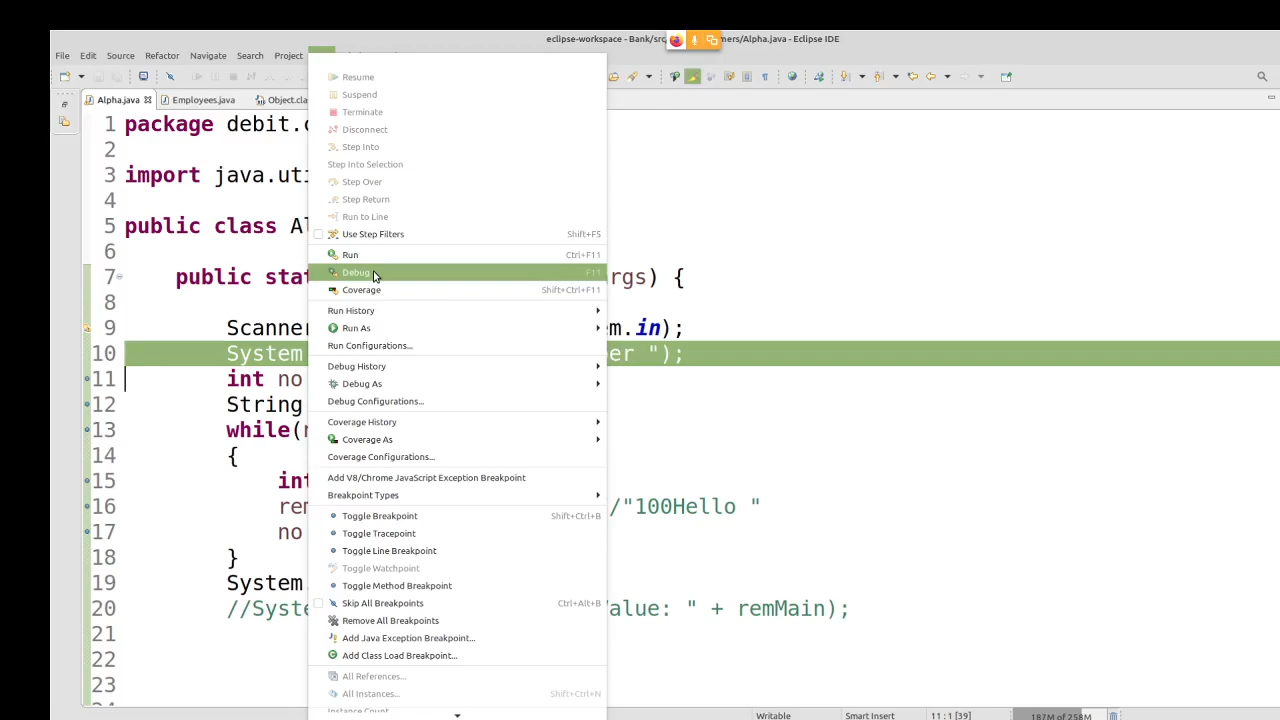 eclipse-workspace - Bank/src mers/Alpha.java - Eclipse IDE
File Edit Source Refactor Navigate Search Project
Alpha.java Employees.java Object.cla
1 package debit.c
2
3 import java.uti
4
5 public class Al
6
7 public stat rgs) {
8
9 Scanner m.in);
10 System er ");
11 int no
12 String
13 while(
14 {
15 int
16 rem /"100Hello "
17 no
18 }
19 System.
20 //Syste alue: " + remMain);
21
22
23
Resume
Suspend
Terminate
Disconnect
Step Into
Step Into Selection
Step Over
Step Return
Run to Line
Use Step Filters Shift+F5
Run Ctrl+F11
Debug F11
Coverage Shift+Ctrl+F11
Run History
Run As
Run Configurations...
Debug History
Debug As
Debug Configurations...
Coverage History
Coverage As
Coverage Configurations...
Add V8/Chrome JavaScript Exception Breakpoint
Breakpoint Types
Toggle Breakpoint Shift+Ctrl+B
Toggle Tracepoint
Toggle Line Breakpoint
Toggle Watchpoint
Toggle Method Breakpoint
Skip All Breakpoints Ctrl+Alt+B
Remove All Breakpoints
Add Java Exception Breakpoint...
Add Class Load Breakpoint...
All References...
All Instances... Shift+Ctrl+N
Instance Count
Writable Smart Insert 11 : 1 [39] 187M of 258M